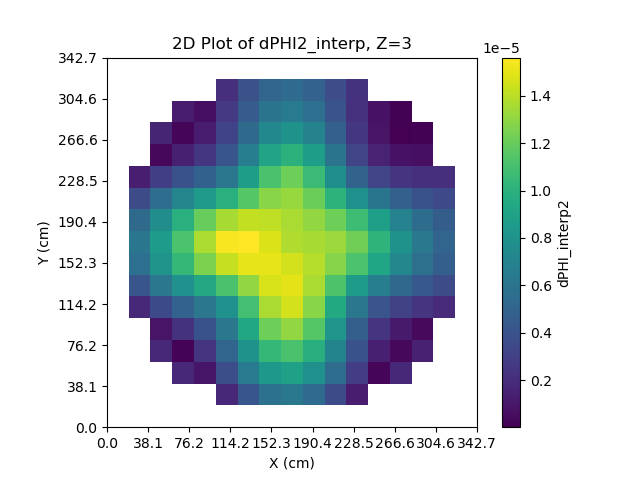 2D Plot of dPHI2_interp, Z=3
1e−5
342.7
304.6
266.6
228.5
190.4
152.3
114.2
76.2
38.1
0.0
Y (cm)
0.0 38.1 76.2 114.2 152.3 190.4 228.5 266.6 304.6 342.7
X (cm)
1.4
1.2
1.0
0.8
0.6
0.4
0.2
dPHI_interp2